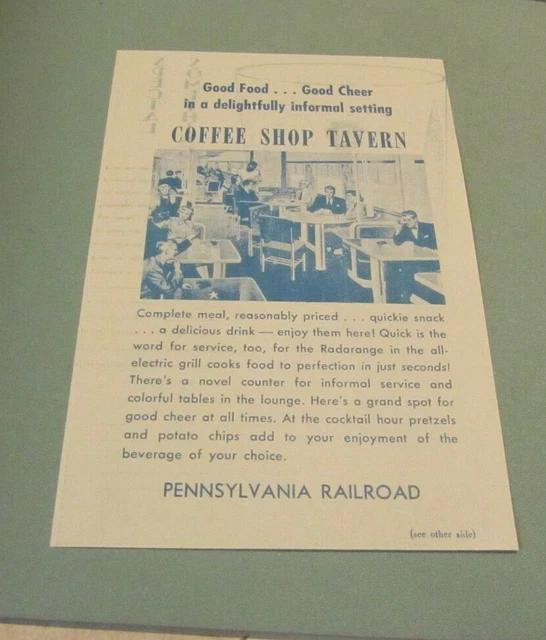 Good Food . . . Good Cheer
in a delightfully informal setting
COFFEE SHOP TAVERN
Complete meal, reasonably priced . . . quickie snack
. . . a delicious drink — enjoy them here! Quick is the
word for service, too, for the Radarange in the all-
electric grill cooks food to perfection in just seconds!
There's a novel counter for informal service and
colorful tables in the lounge. Here's a grand spot for
good cheer at all times. At the cocktail hour pretzels
and potato chips add to your enjoyment of the
beverage of your choice.
PENNSYLVANIA RAILROAD
(see other side)